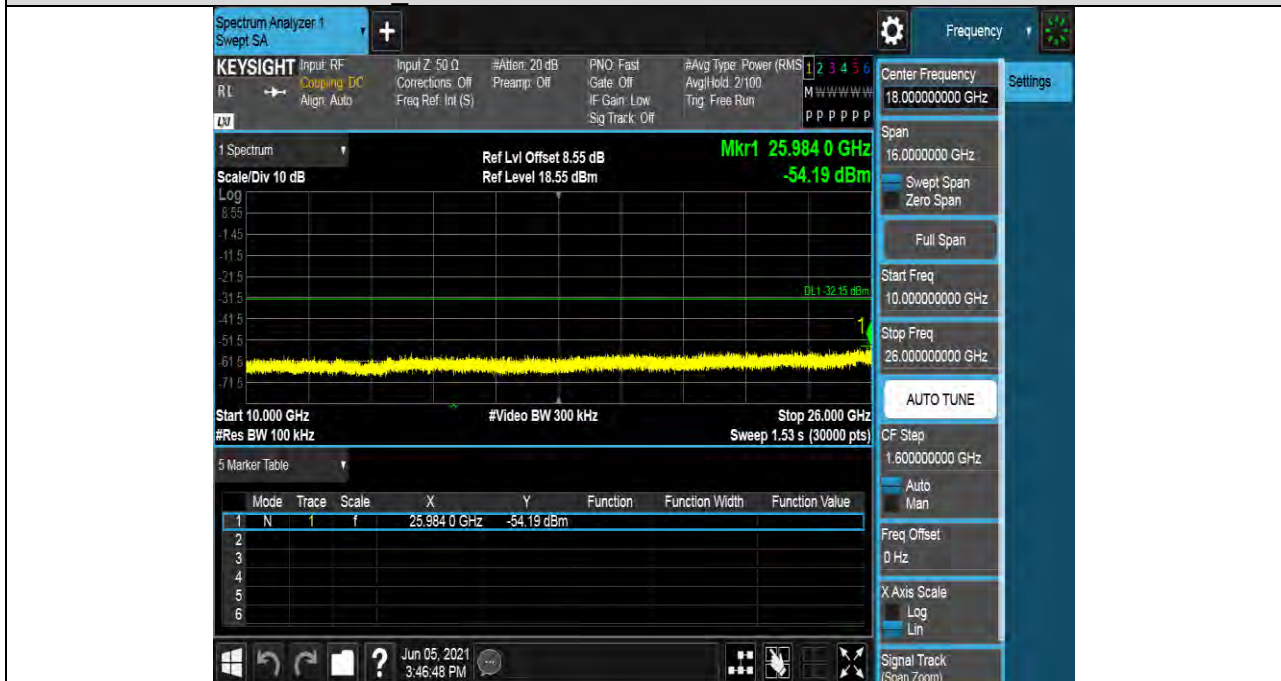 Spectrum Analyzer 1
Swept SA
+
Frequency
KEYSIGHT
RL
LXI
Input: RF
Coupling: DC
Align: Auto
Input Z: 50 Ω
Corrections: Off
Freq Ref: Int (S)
#Atten: 20 dB
Preamp: Off
PNO: Fast
Gate: Off
IF Gain: Low
Sig Track: Off
#Avg Type: Power (RMS
Avg|Hold: 2/100
Trig: Free Run
1 2 3 4 5 6
M W W W W W
P P P P P P
Center Frequency
18.000000000 GHz
Settings
Span
16.0000000 GHz
Swept Span
Zero Span
Full Span
Start Freq
10.000000000 GHz
Stop Freq
26.000000000 GHz
AUTO TUNE
CF Step
1.600000000 GHz
Auto
Man
Freq Offset
0 Hz
X Axis Scale
Log
Lin
Signal Track
(Span Zoom)
1 Spectrum
Scale/Div 10 dB
Ref Lvl Offset 8.55 dB
Ref Level 18.55 dBm
Mkr1 25.984 0 GHz
-54.19 dBm
Log
8.55
-1.45
-11.5
-21.5
-31.5
-41.5
-51.5
-61.5
-71.5
DL1 -32.15 dBm
1
Start 10.000 GHz
#Res BW 100 kHz
#Video BW 300 kHz
Stop 26.000 GHz
Sweep 1.53 s (30000 pts)
5 Marker Table
Mode Trace Scale X Y Function Function Width Function Value
1 N 1 f 25.984 0 GHz -54.19 dBm
2
3
4
5
6
?
Jun 05, 2021
3:46:48 PM